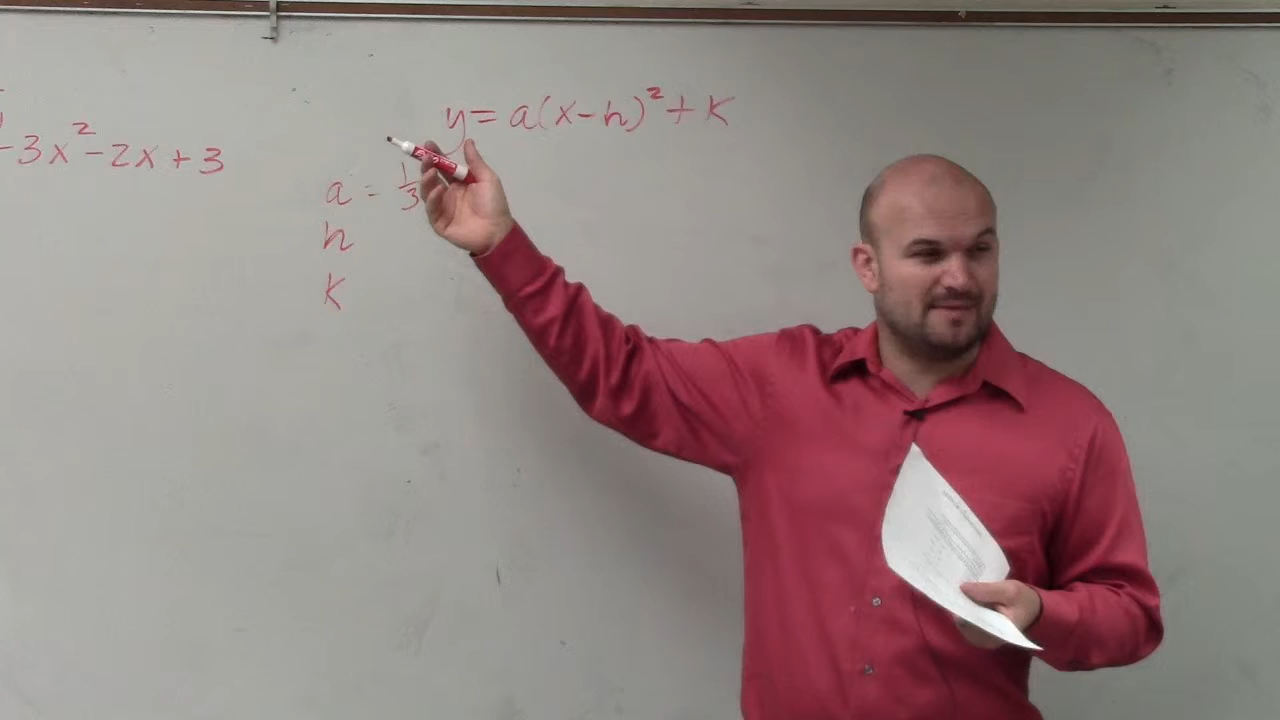 -3x²-2x+3
y=a(x-h)²+k
a = 1/3
h
k